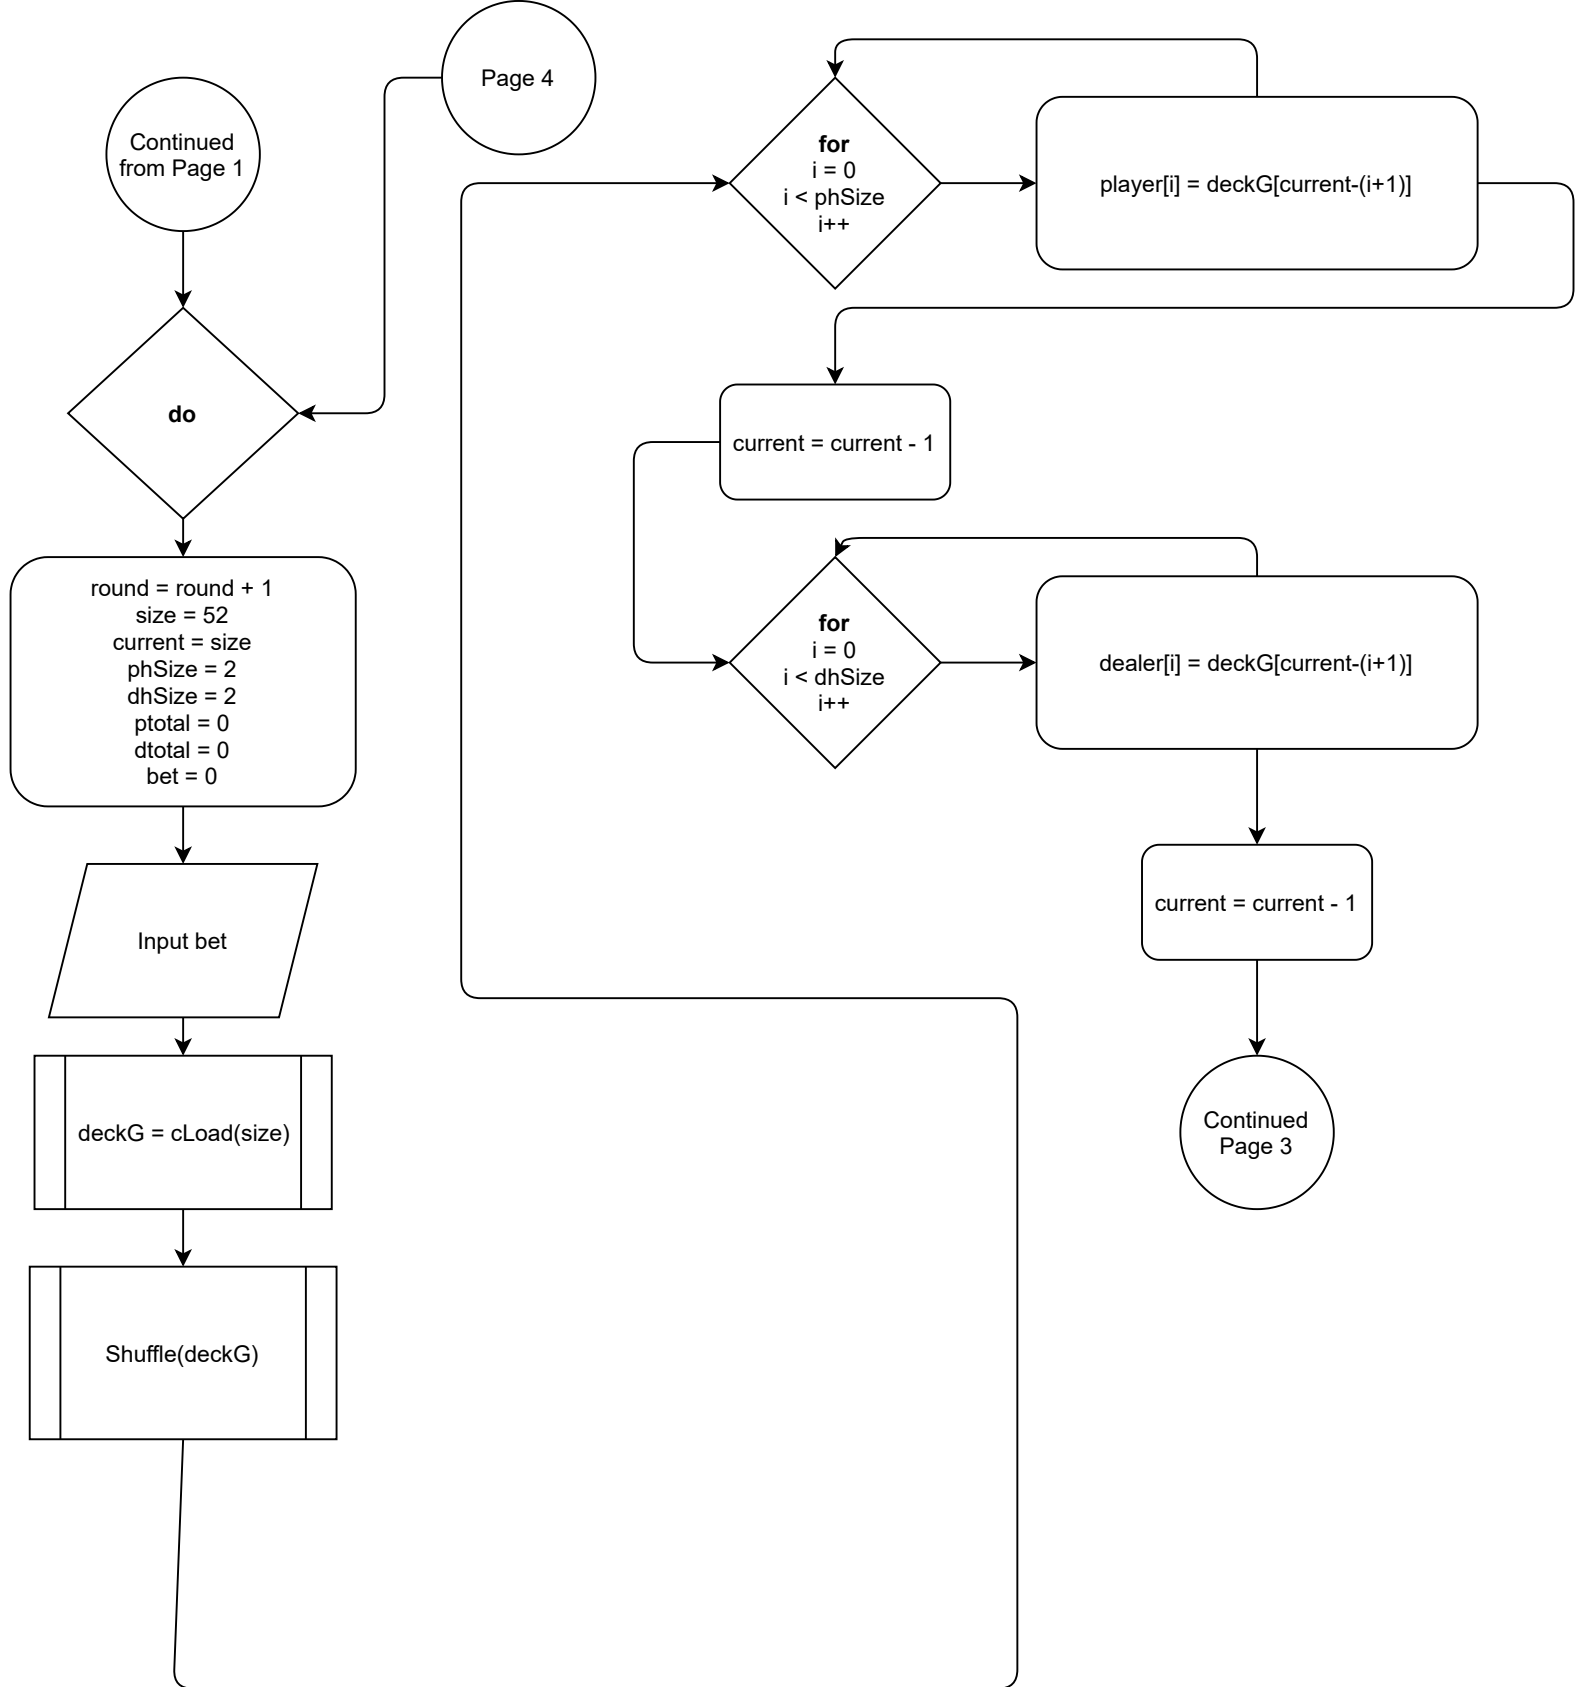 Continued
from Page 1
Page 4
do
round = round + 1
size = 52
current = size
phSize = 2
dhSize = 2
ptotal = 0
dtotal = 0
bet = 0
Input bet
deckG = cLoad(size)
Shuffle(deckG)
for
i = 0
i < phSize
i++
player[i] = deckG[current-(i+1)]
current = current - 1
for
i = 0
i < dhSize
i++
dealer[i] = deckG[current-(i+1)]
current = current - 1
Continued
Page 3